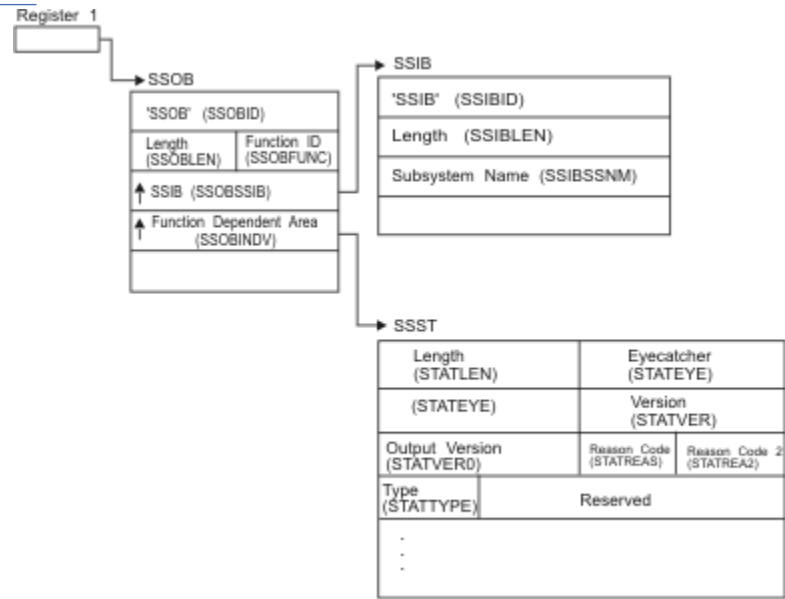 Register 1
SSOB
'SSOB' (SSOBID)
Length
(SSOBLEN)
Function ID
(SSOBFUNC)
SSIB (SSOBSSIB)
Function Dependent Area
(SSOBINDV)
SSIB
'SSIB' (SSIBID)
Length (SSIBLEN)
Subsystem Name (SSIBSSNM)
SSST
Length
(STATLEN)
Eyecatcher
(STATEYE)
(STATEYE)
Version
(STATVER)
Output Version
(STATVER0)
Reason Code
(STATREAS)
Reason Code 2
(STATREA2)
Type
(STATTYPE)
Reserved
.
.
.